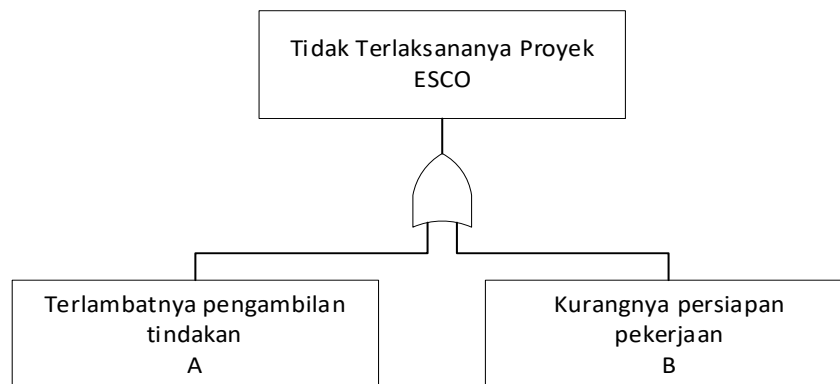 Tidak Terlaksananya Proyek
ESCO
Terlambatnya pengambilan
tindakan
A
Kurangnya persiapan
pekerjaan
B